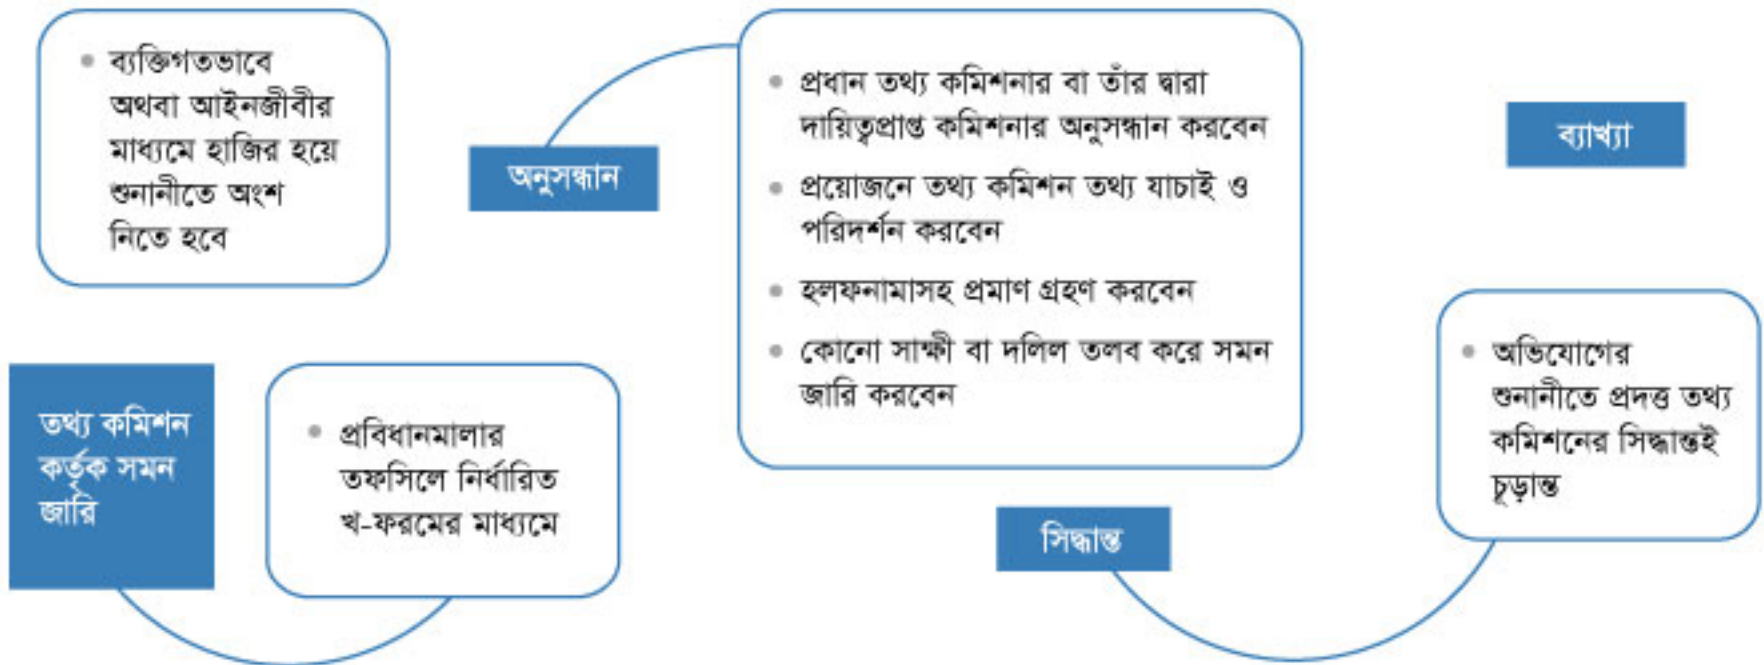 ব্যক্তিগতভাবে
অথবা আইনজীবীর
মাধ্যমে হাজির হয়ে
শুনানীতে অংশ
নিতে হবে
তথ্য কমিশন
কর্তৃক সমন
জারি
প্রবিধানমালার
তফসিলে নির্ধারিত
খ-ফরমের মাধ্যমে
অনুসন্ধান
প্রধান তথ্য কমিশনার বা তাঁর দ্বারা
দায়িত্বপ্রাপ্ত কমিশনার অনুসন্ধান করবেন
প্রয়োজনে তথ্য কমিশন তথ্য যাচাই ও
পরিদর্শন করবেন
হলফনামাসহ প্রমাণ গ্রহণ করবেন
কোনো সাক্ষী বা দলিল তলব করে সমন
জারি করবেন
সিদ্ধান্ত
ব্যাখ্যা
অভিযোগের
শুনানীতে প্রদত্ত তথ্য
কমিশনের সিদ্ধান্তই
চূড়ান্ত